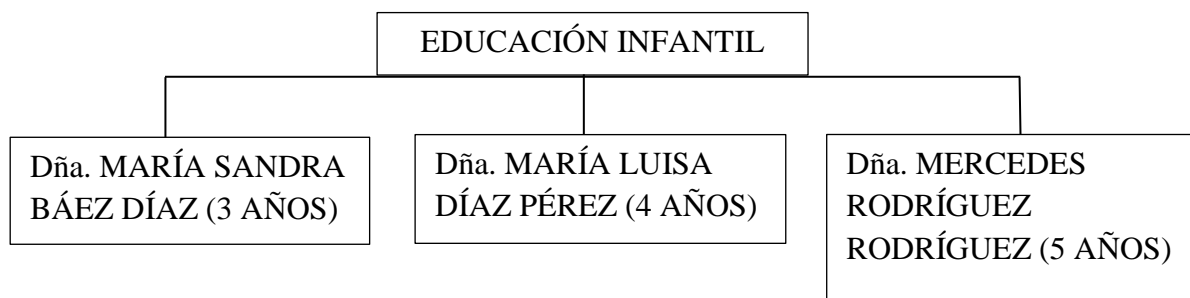 EDUCACIÓN INFANTIL
Dña. MARÍA SANDRA
BÁEZ DÍAZ (3 AÑOS)
Dña. MARÍA LUISA
DÍAZ PÉREZ (4 AÑOS)
Dña. MERCEDES
RODRÍGUEZ
RODRÍGUEZ (5 AÑOS)